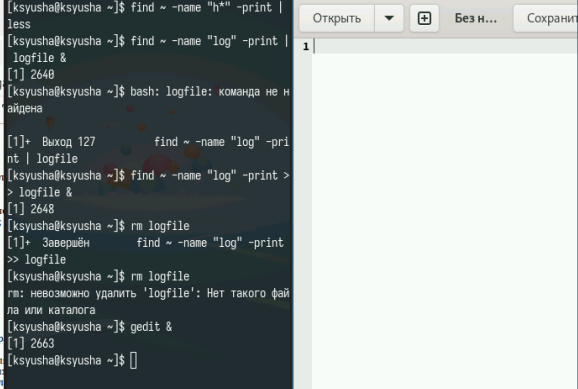 [ksyusha@ksyusha ~]$ find ~ -name "h*" -print |
less
[ksyusha@ksyusha ~]$ find ~ -name "log" -print |
 logfile &
[1] 2640
[ksyusha@ksyusha ~]$ bash: logfile: команда не н
айдена
[1]+  Выход 127         find ~ -name "log" -pri
nt | logfile
[ksyusha@ksyusha ~]$ find ~ -name "log" -print >
> logfile &
[1] 2648
[ksyusha@ksyusha ~]$ rm logfile
[1]+  Завершён        find ~ -name "log" -print
>> logfile
[ksyusha@ksyusha ~]$ rm logfile
rm: невозможно удалить 'logfile': Нет такого фай
ла или каталога
[ksyusha@ksyusha ~]$ gedit &
[1] 2663
[ksyusha@ksyusha ~]$
Открыть Без н... Сохранит
1